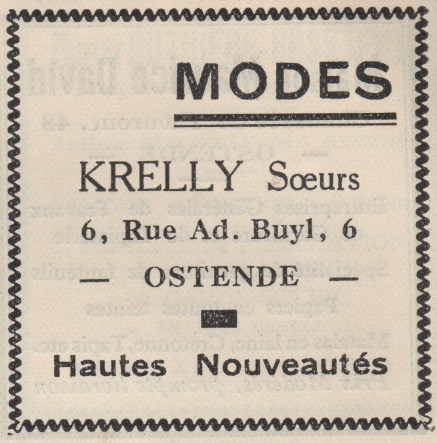 MODES
KRELLY Sœurs
6, Rue Ad. Buyl, 6
— OSTENDE —
Hautes Nouveautés